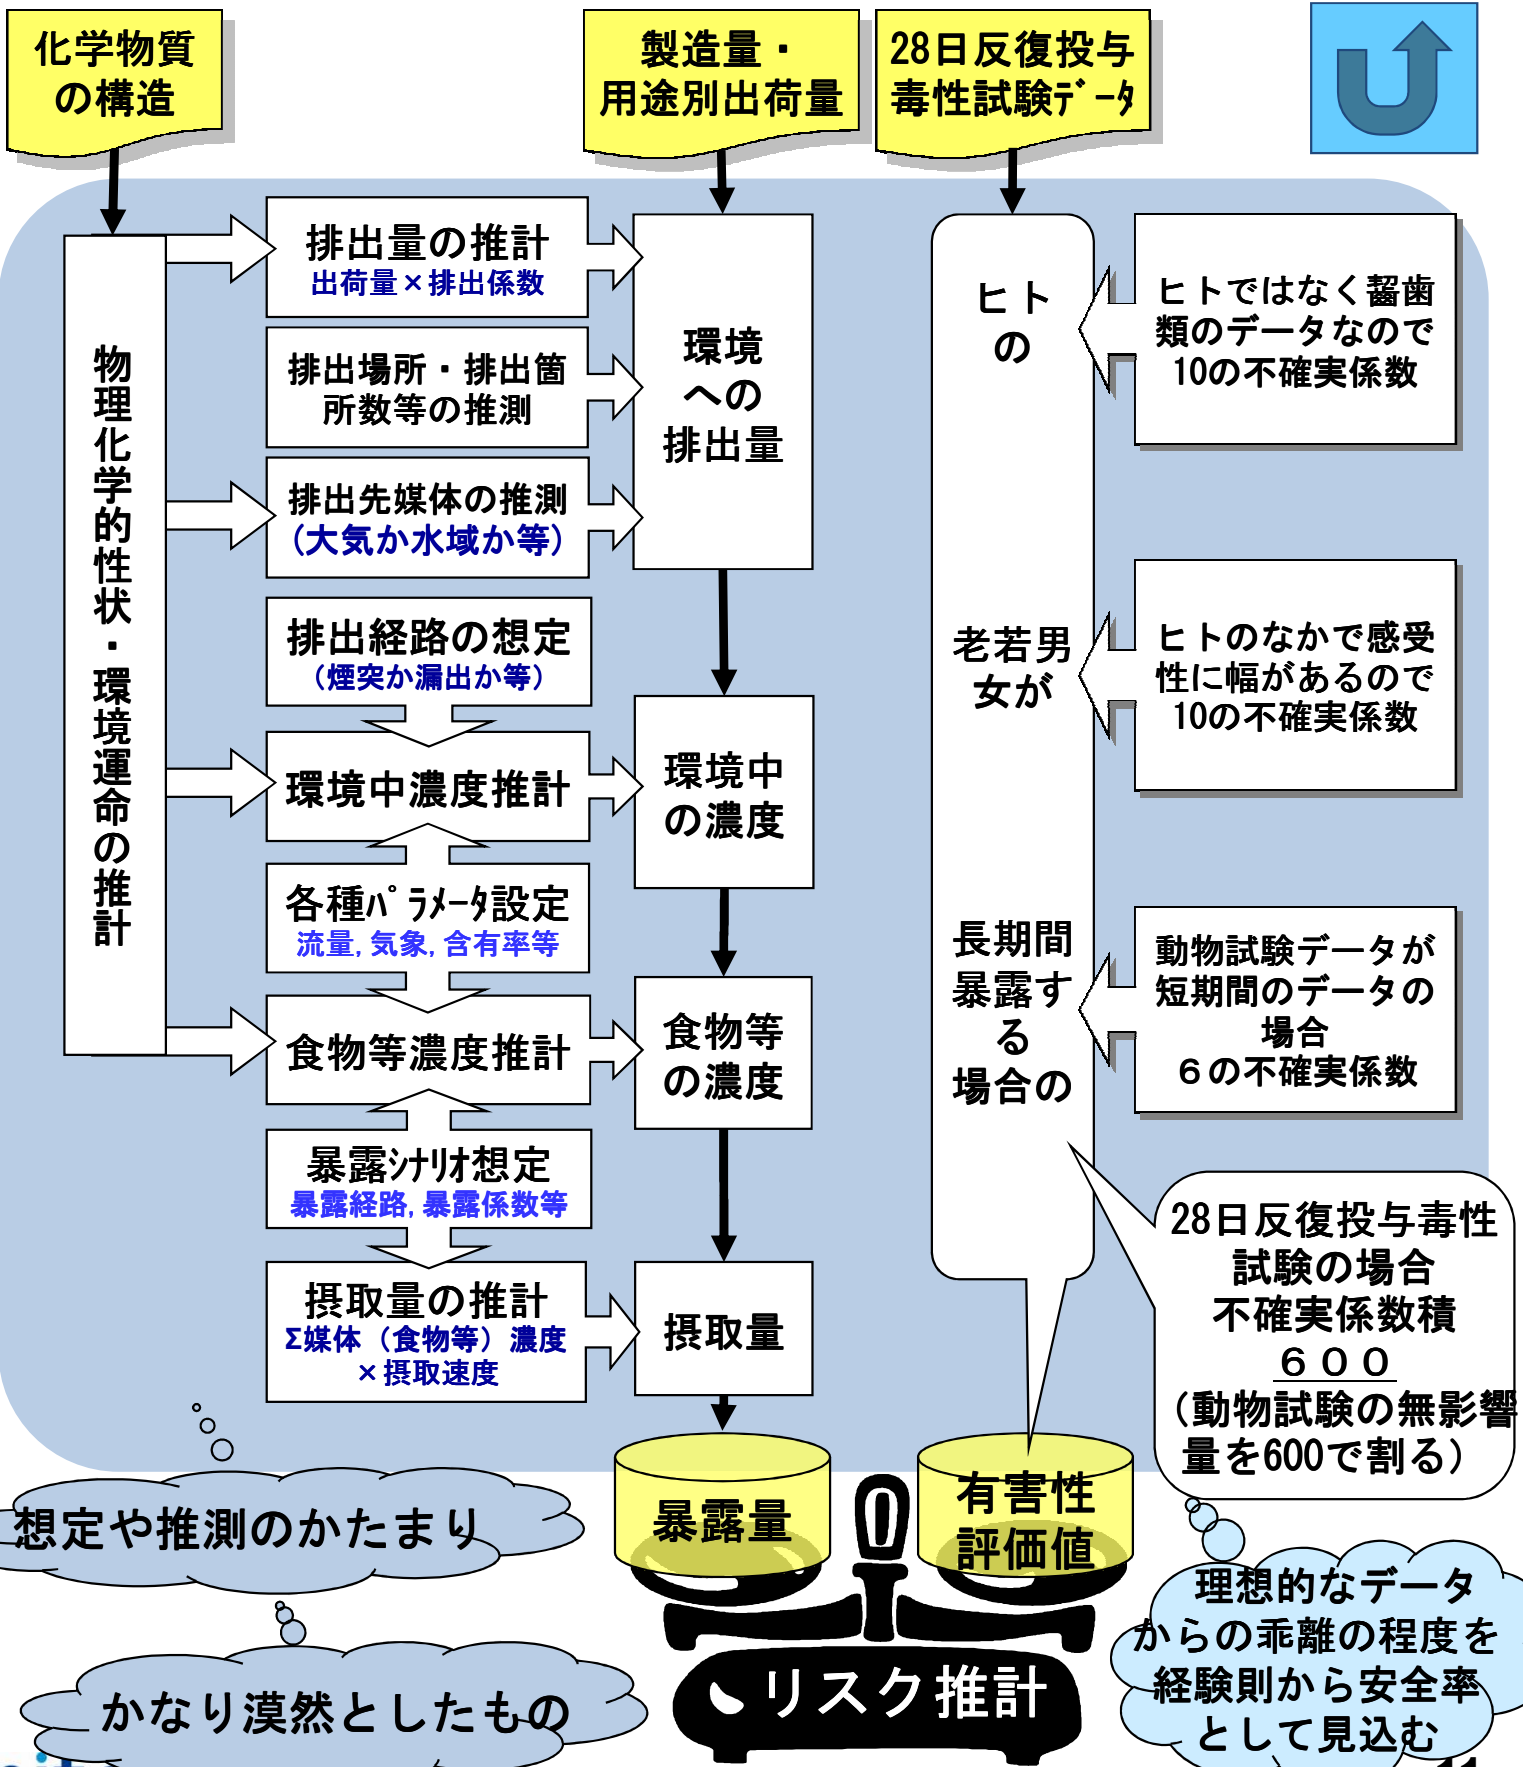 化学物質
の構造
製造量・
用途別出荷量
28日反復投与
毒性試験ﾃﾞｰﾀ
物理化学的性状・環境運命の推計
排出量の推計
出荷量×排出係数
排出場所・排出箇
所数等の推測
排出先媒体の推測
(大気か水域か等)
排出経路の想定
(煙突か漏出か等)
環境中濃度推計
各種ﾊﾟﾗﾒｰﾀ設定
流量,気象,含有率等
食物等濃度推計
暴露ｼﾅﾘｵ想定
暴露経路,暴露係数等
摂取量の推計
Σ媒体（食物等）濃度
×摂取速度
環境
への
排出量
環境中
の濃度
食物等
の濃度
摂取量
ヒト
の
老若男
女が
長期間
暴露す
る
場合の
ヒトではなく齧歯
類のデータなので
10の不確実係数
ヒトのなかで感受
性に幅があるので
10の不確実係数
動物試験データが
短期間のデータの
場合
６の不確実係数
28日反復投与毒性
試験の場合
不確実係数積
６００
(動物試験の無影響
量を600で割る)
想定や推測のかたまり
かなり漠然としたもの
暴露量
有害性
評価値
リスク推計
理想的なデータ
からの乖離の程度を
経験則から安全率
として見込む
11